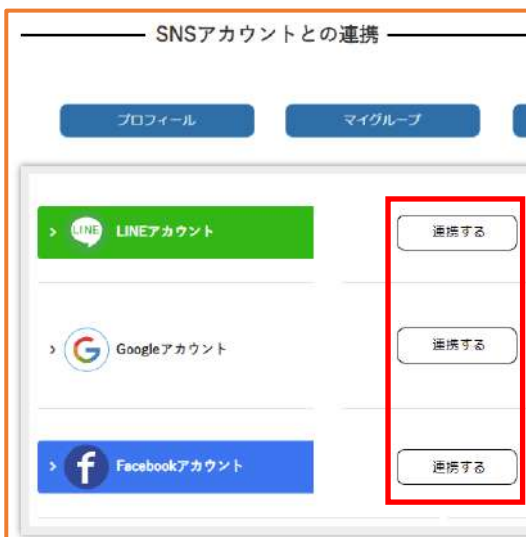 SNSアカウントとの連携
プロフィール
マイグループ
LINE
LINEアカウント
連携する
G
Googleアカウント
連携する
f
Facebookアカウント
連携する